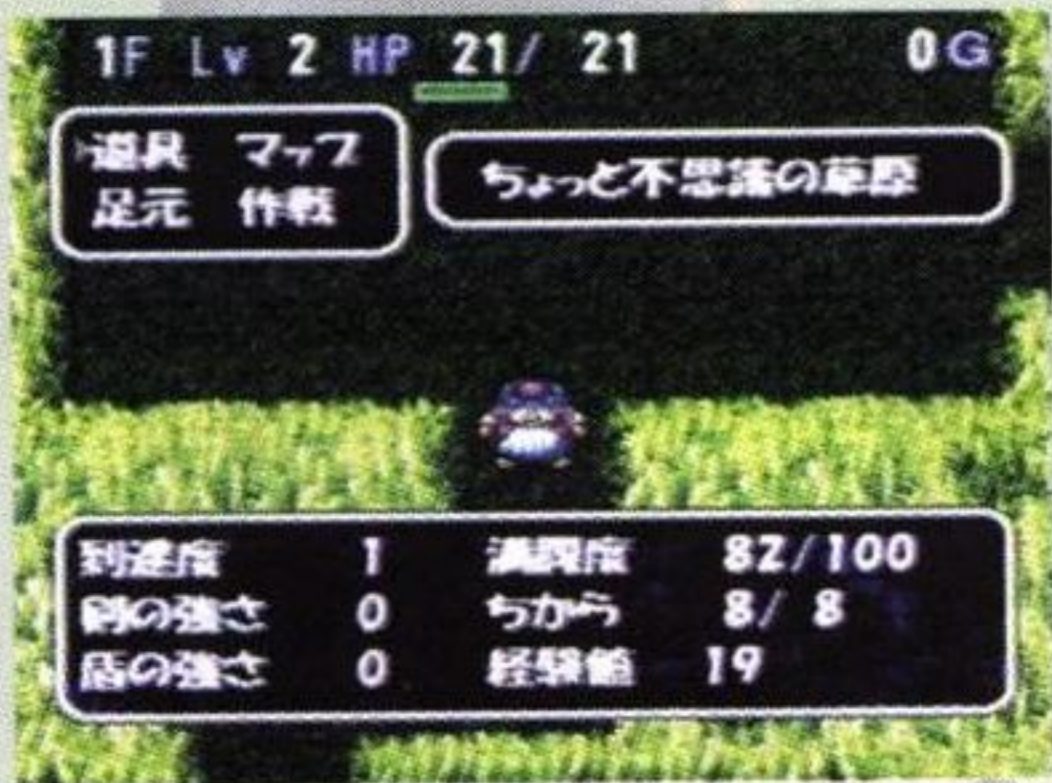 1F Lv 2 HP 21/ 21 0G
道具 マップ
足元 作戦
ちょっと不思議の草原
到達度 1 満腹度 82/100
剣の強さ 0 ちから 8/ 8
盾の強さ 0 経験値 19